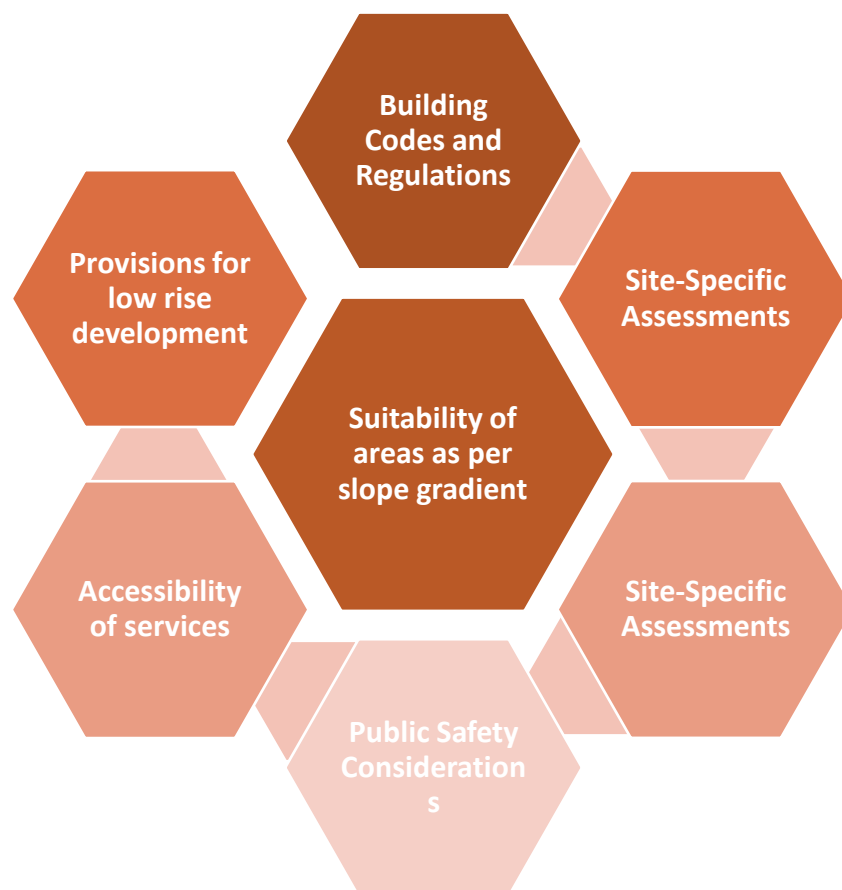 Building
Codes and
Regulations
Provisions for
low rise
development
Site-Specific
Assessments
Suitability of
areas as per
slope gradient
Accessibility
of services
Site-Specific
Assessments
Public Safety
Consideration
s